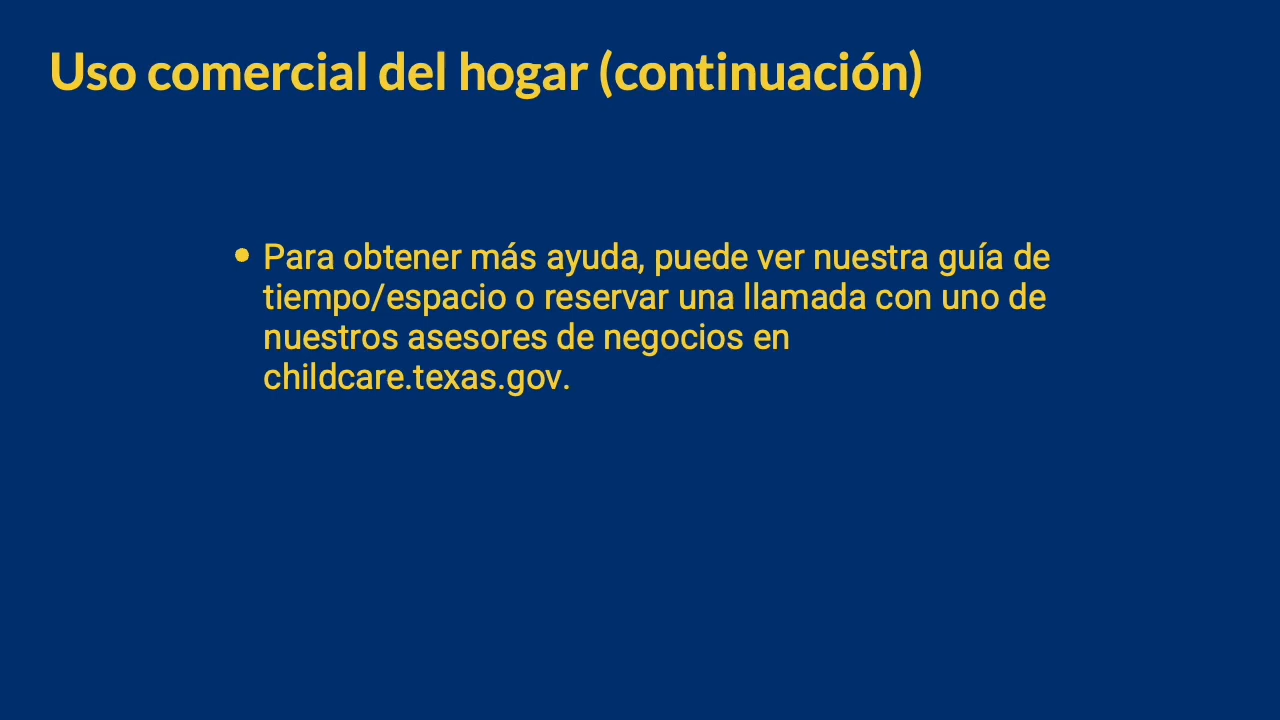 Uso comercial del hogar (continuación)
• Para obtener más ayuda, puede ver nuestra guía de
tiempo/espacio o reservar una llamada con uno de
nuestros asesores de negocios en
childcare.texas.gov.